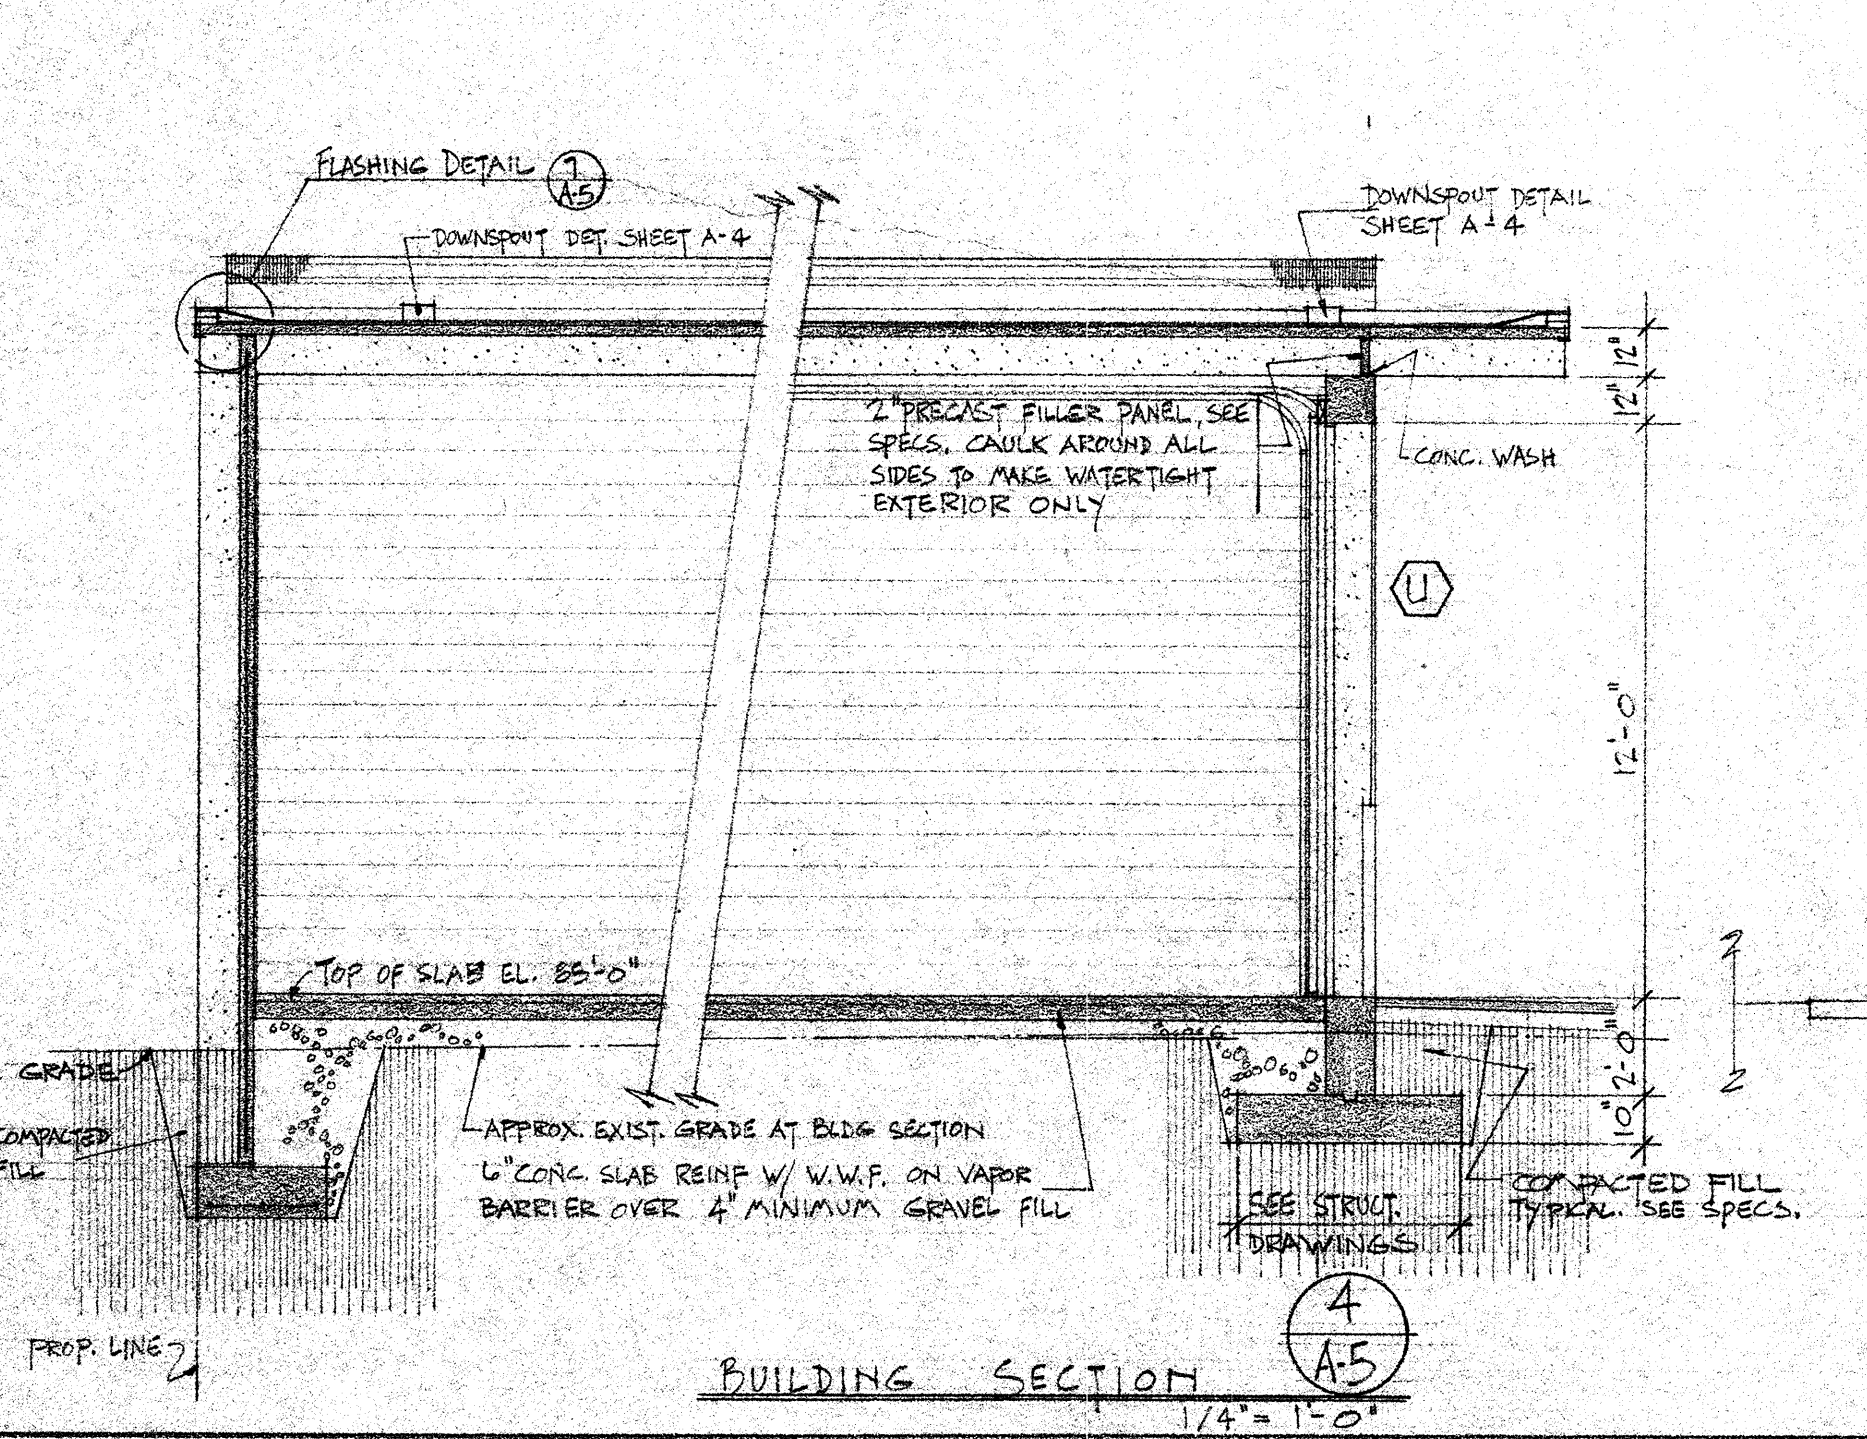 FLASHING DETAIL 7
A-5
DOWNSPOUT DET. SHEET A-4
DOWNSPOUT DETAIL
SHEET A-4
12"
12"
2" PRECAST FILLER PANEL, SEE
SPECS. CAULK AROUND ALL
SIDES TO MAKE WATERTIGHT
EXTERIOR ONLY
CONC. WASH
U
12'-0"
TOP OF SLAB EL. 88'-0"
2
2
GRADE
COMPACTED
FILL
2'-0"
10"
APPROX. EXIST. GRADE AT BLDG SECTION
6" CONC. SLAB REINF W/ W.W.F. ON VAPOR
BARRIER OVER 4" MINIMUM GRAVEL FILL
SEE STRUCT.
DRAWINGS
COMPACTED FILL
TYPICAL. SEE SPECS.
PROP. LINE
BUILDING SECTION
4
A-5
1/4" = 1'-0"